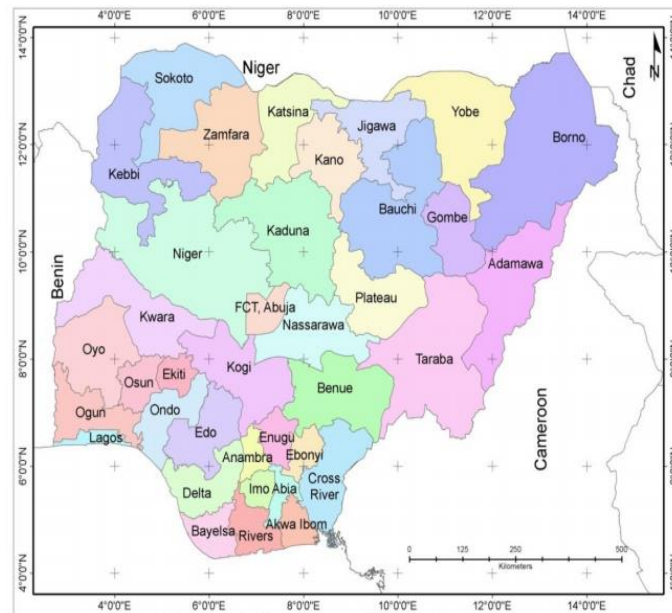 4°0'0"E 6°0'0"E 8°0'0"E 10°0'0"E 12°0'0"E 14°0'0"E
14°0'0"N
12°0'0"N
10°0'0"N
8°0'0"N
6°0'0"N
4°0'0"N
Niger
Chad
N
Sokoto
Katsina
Yobe
Zamfara
Jigawa
Borno
Kano
Kebbi
Bauchi
Gombe
Kaduna
Niger
Adamawa
Benin
Plateau
FCT, Abuja
Kwara
Nassarawa
Oyo
Taraba
Kogi
Ekiti
Osun
Benue
Ogun
Ondo
Edo
Enugu
Lagos
Anambra
Ebonyi
Cameroon
Delta
Imo
Abia
Cross
River
Akwa Ibom
Bayelsa
Rivers
0 125 250 500
Kilometers
4°0'0"E 6°0'0"E 8°0'0"E 10°0'0"E 12°0'0"E 14°0'0"E